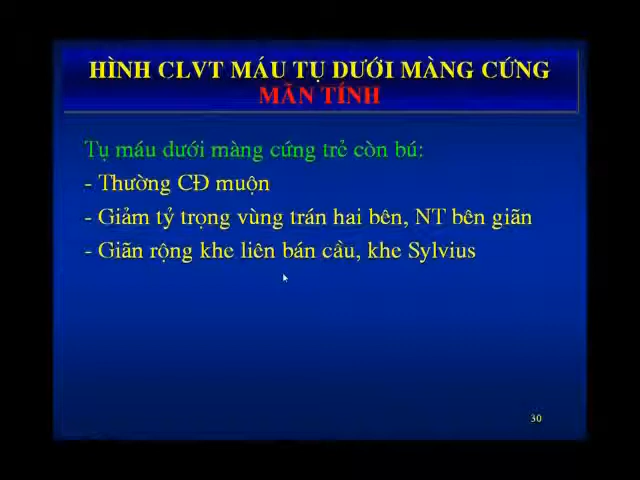 HÌNH CLVT MÁU TỤ DƯỚI MÀNG CỨNG
MÃN TÍNH
Tụ máu dưới màng cứng trẻ còn bú:
- Thường CĐ muộn
- Giảm tỷ trọng vùng trán hai bên, NT bên giãn
- Giãn rộng khe liên bán cầu, khe Sylvius
30